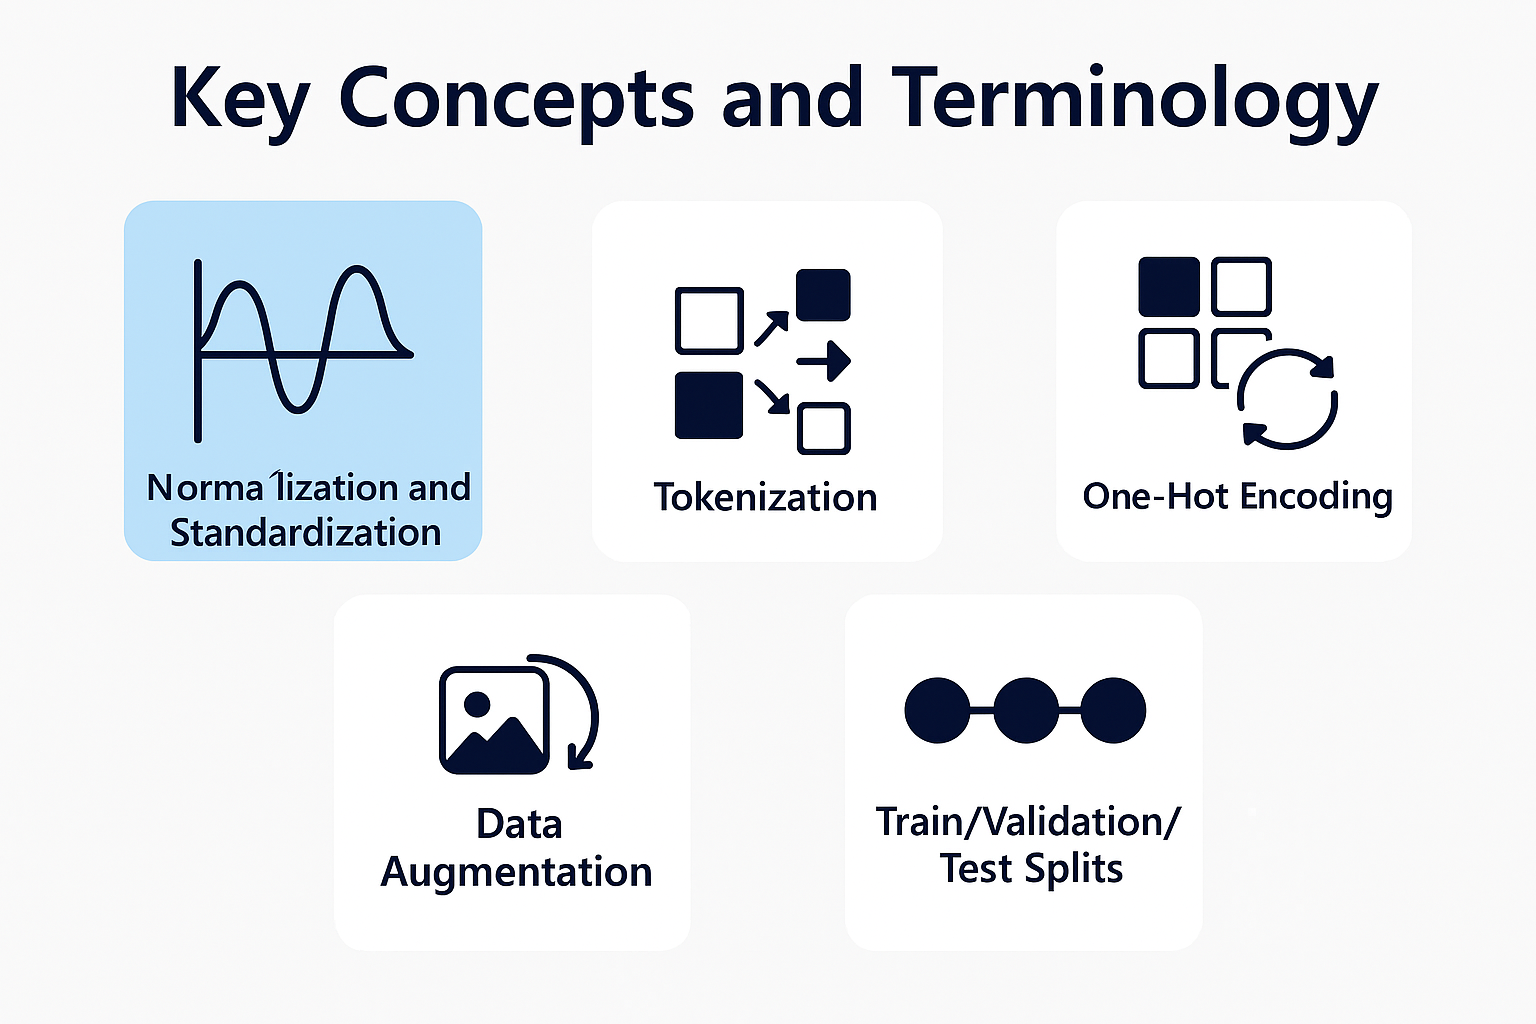 Key Concepts and Terminology
Normalization and
Standardization
Tokenization
One-Hot Encoding
Data
Augmentation
Train/Validation/
Test Splits